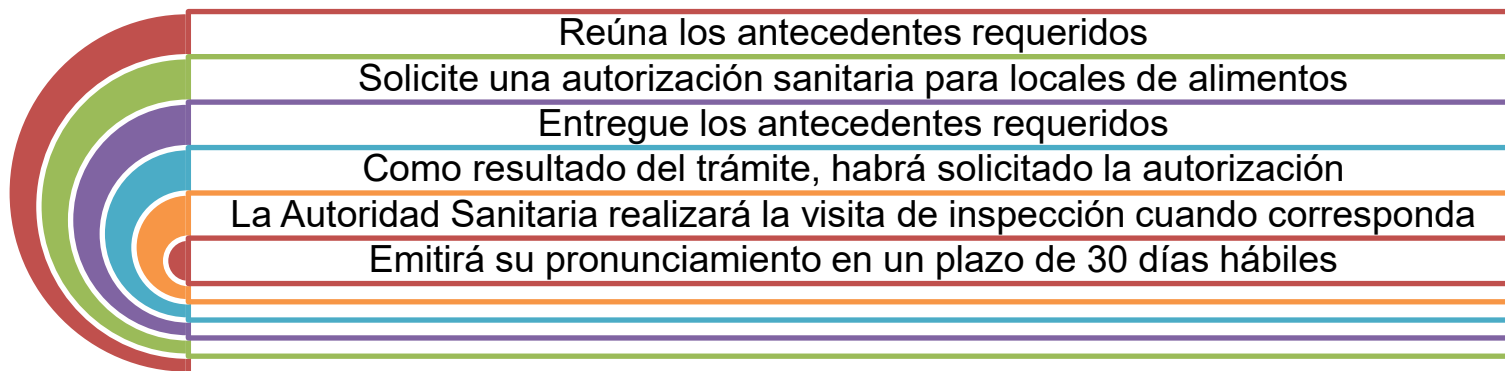 Reúna los antecedentes requeridos
Solicite una autorización sanitaria para locales de alimentos
Entregue los antecedentes requeridos
Como resultado del trámite, habrá solicitado la autorización
La Autoridad Sanitaria realizará la visita de inspección cuando corresponda
Emitirá su pronunciamiento en un plazo de 30 días hábiles